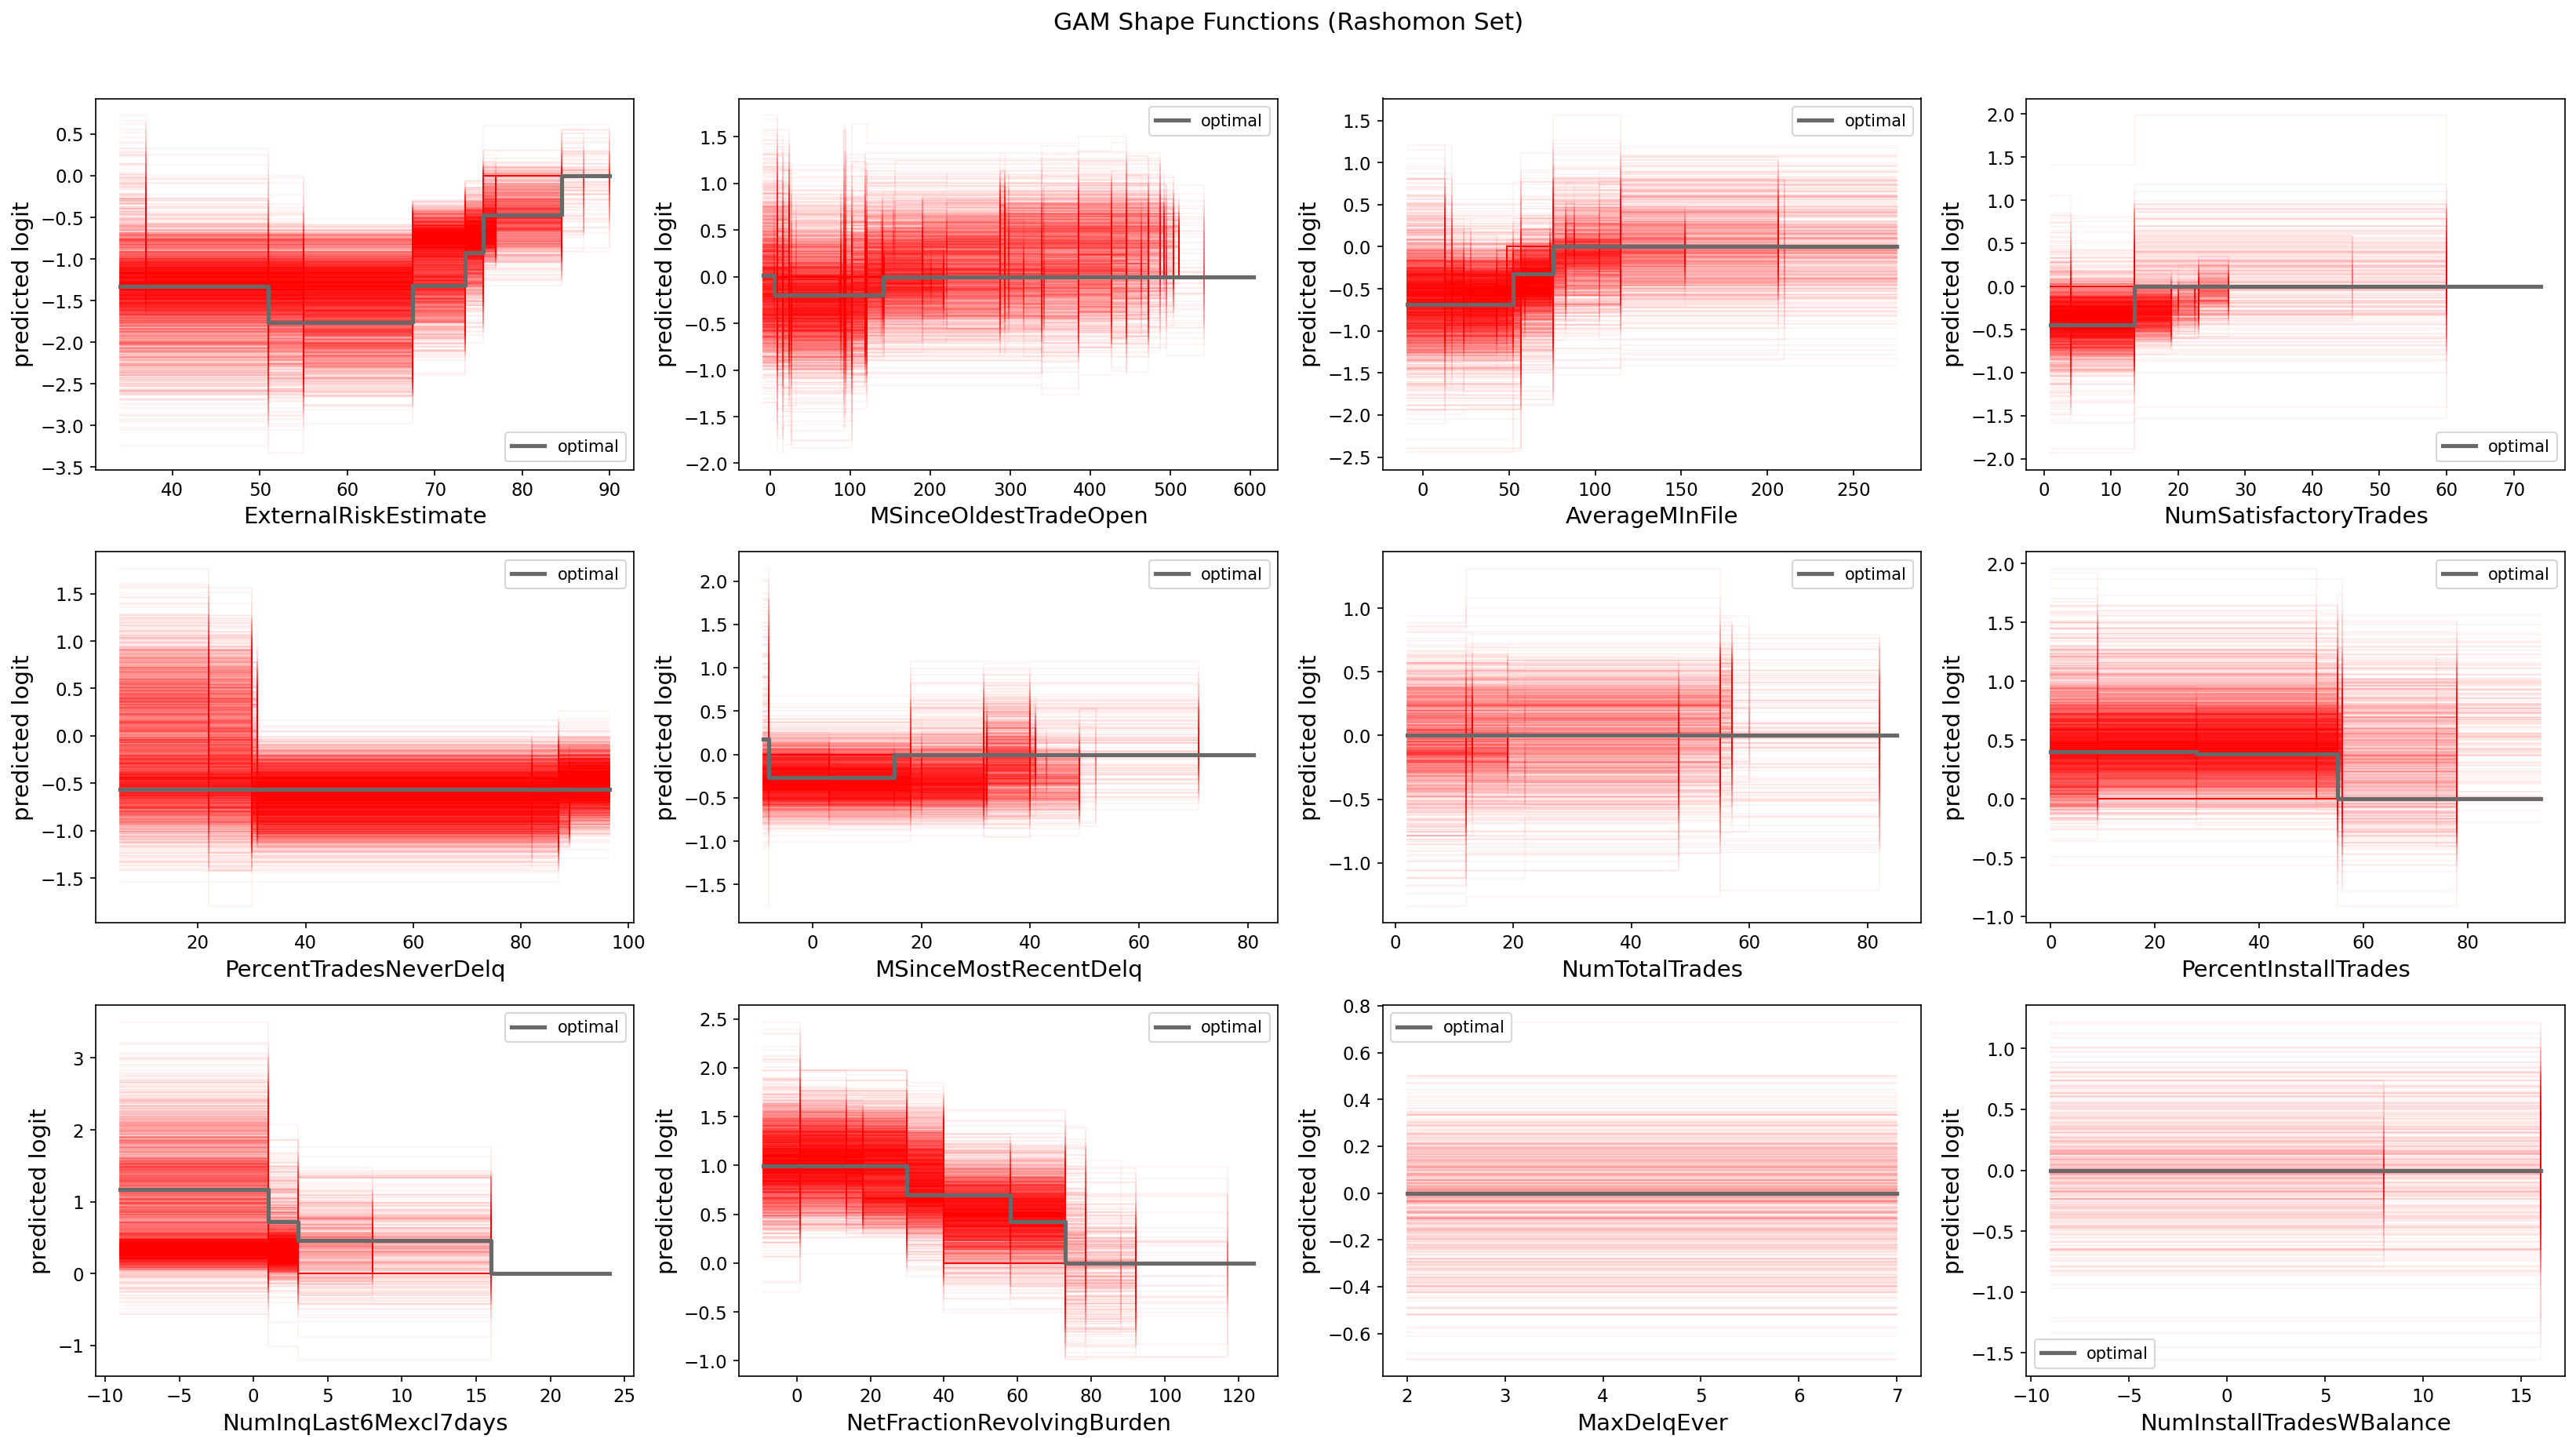 GAM Shape Functions (Rashomon Set)
predicted logit
0.5
0.0
−0.5
−1.0
−1.5
−2.0
−2.5
−3.0
−3.5
optimal
40 50 60 70 80 90
ExternalRiskEstimate
predicted logit
1.5
1.0
0.5
0.0
−0.5
−1.0
−1.5
−2.0
optimal
0 100 200 300 400 500 600
MSinceOldestTradeOpen
predicted logit
1.5
1.0
0.5
0.0
−0.5
−1.0
−1.5
−2.0
−2.5
optimal
0 50 100 150 200 250
AverageMInFile
predicted logit
2.0
1.5
1.0
0.5
0.0
−0.5
−1.0
−1.5
−2.0
optimal
0 10 20 30 40 50 60 70
NumSatisfactoryTrades
predicted logit
1.5
1.0
0.5
0.0
−0.5
−1.0
−1.5
optimal
20 40 60 80 100
PercentTradesNeverDelq
predicted logit
2.0
1.5
1.0
0.5
0.0
−0.5
−1.0
−1.5
optimal
0 20 40 60 80
MSinceMostRecentDelq
predicted logit
1.0
0.5
0.0
−0.5
−1.0
optimal
0 20 40 60 80
NumTotalTrades
predicted logit
2.0
1.5
1.0
0.5
0.0
−0.5
−1.0
optimal
0 20 40 60 80
PercentInstallTrades
predicted logit
3
2
1
0
−1
optimal
−10 −5 0 5 10 15 20 25
NumInqLast6Mexcl7days
predicted logit
2.5
2.0
1.5
1.0
0.5
0.0
−0.5
−1.0
optimal
0 20 40 60 80 100 120
NetFractionRevolvingBurden
predicted logit
0.8
0.6
0.4
0.2
0.0
−0.2
−0.4
−0.6
optimal
2 3 4 5 6 7
MaxDelqEver
predicted logit
1.0
0.5
0.0
−0.5
−1.0
−1.5
optimal
−10 −5 0 5 10 15
NumInstallTradesWBalance